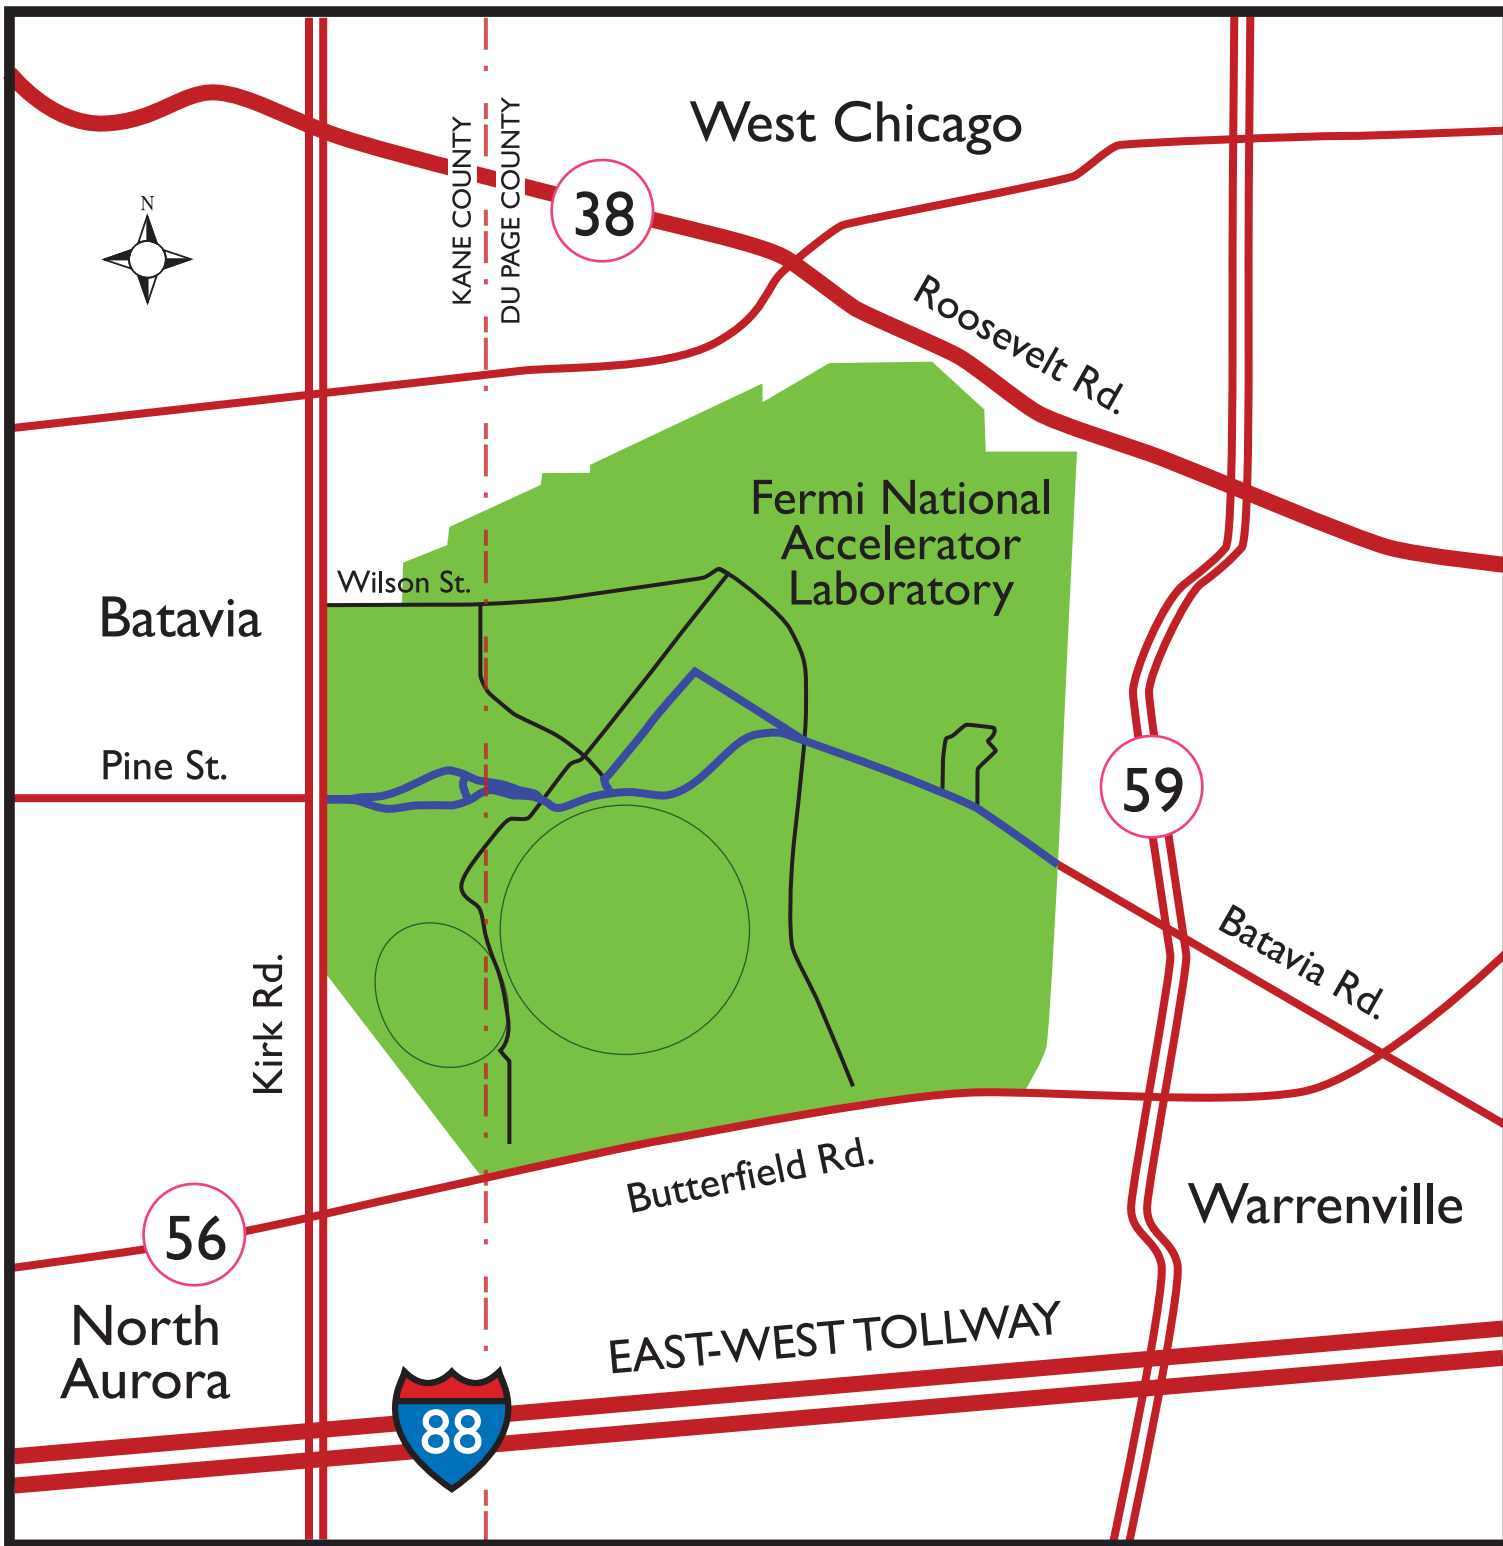 West Chicago
KANE COUNTY
DU PAGE COUNTY
38
N
Roosevelt Rd.
Fermi National
Accelerator
Laboratory
Wilson St.
Batavia
Pine St.
59
Batavia Rd.
Kirk Rd.
Butterfield Rd.
Warrenville
56
North
Aurora
EAST-WEST TOLLWAY
88